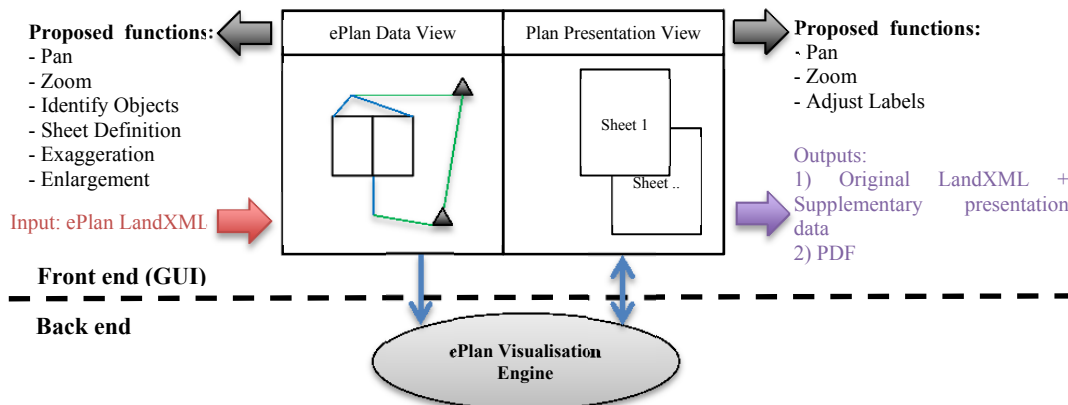 Proposed functions:
- Pan
- Zoom
- Identify Objects
- Sheet Definition
- Exaggeration
- Enlargement
Input: ePlan LandXML
ePlan Data View
Plan Presentation View
Sheet 1
Sheet ..
Proposed functions:
- Pan
- Zoom
- Adjust Labels
Outputs:
1) Original LandXML +
Supplementary presentation
data
2) PDF
Front end (GUI)
Back end
ePlan Visualisation
Engine